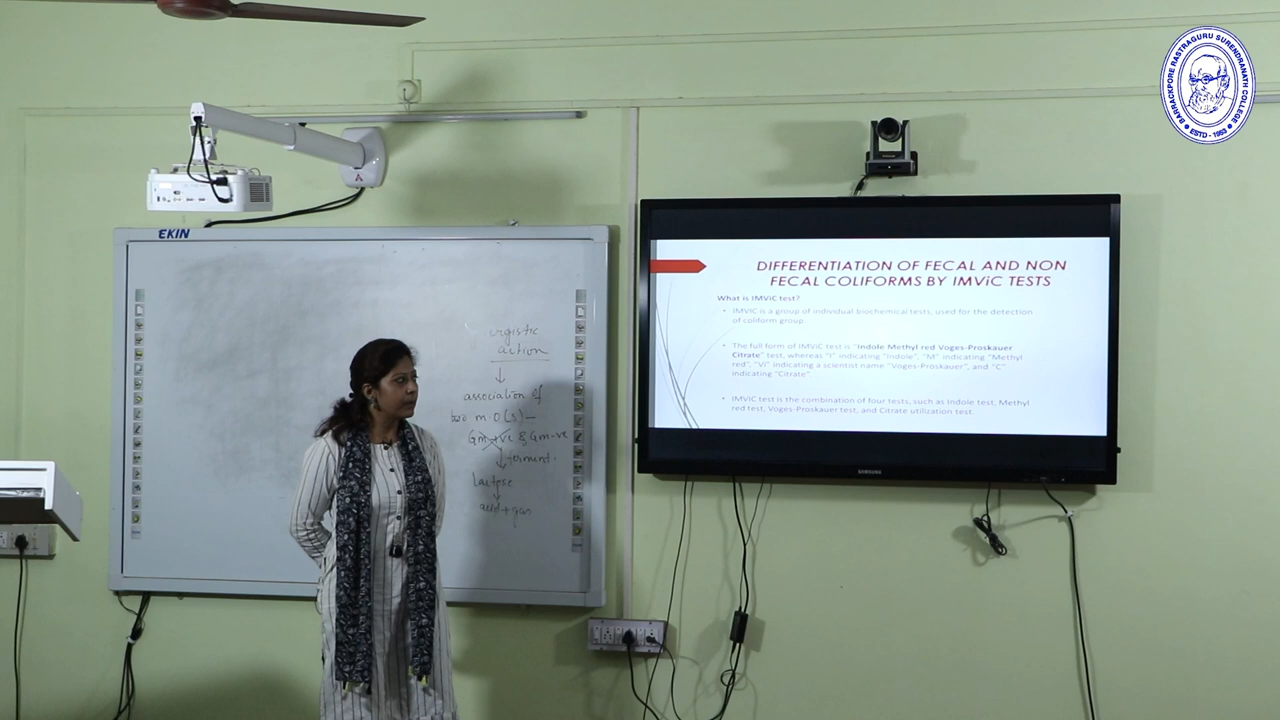 BARRACKPORE RASTRAGURU SURENDRANATH COLLEGE
ESTD - 1953
EKIN
ergistic
action
association of
two m.O(s) –
Gm+ve & Gm-ve
ferment.
Lactose
acid + gas
DIFFERENTIATION OF FECAL AND NON
FECAL COLIFORMS BY IMViC TESTS
What is IMViC test?
• IMVIC is a group of individual biochemical tests, used for the detection
of coliform group.
• The full form of IMViC test is "Indole Methyl red Voges-Proskauer
Citrate" test, whereas "I" indicating "Indole", "M" indicating "Methyl
red", "Vi" indicating a scientist name "Voges-Proskauer", and "C"
indicating "Citrate".
• IMVIC test is the combination of four tests, such as Indole test, Methyl
red test, Voges-Proskauer test, and Citrate utilization test.
SAMSUNG